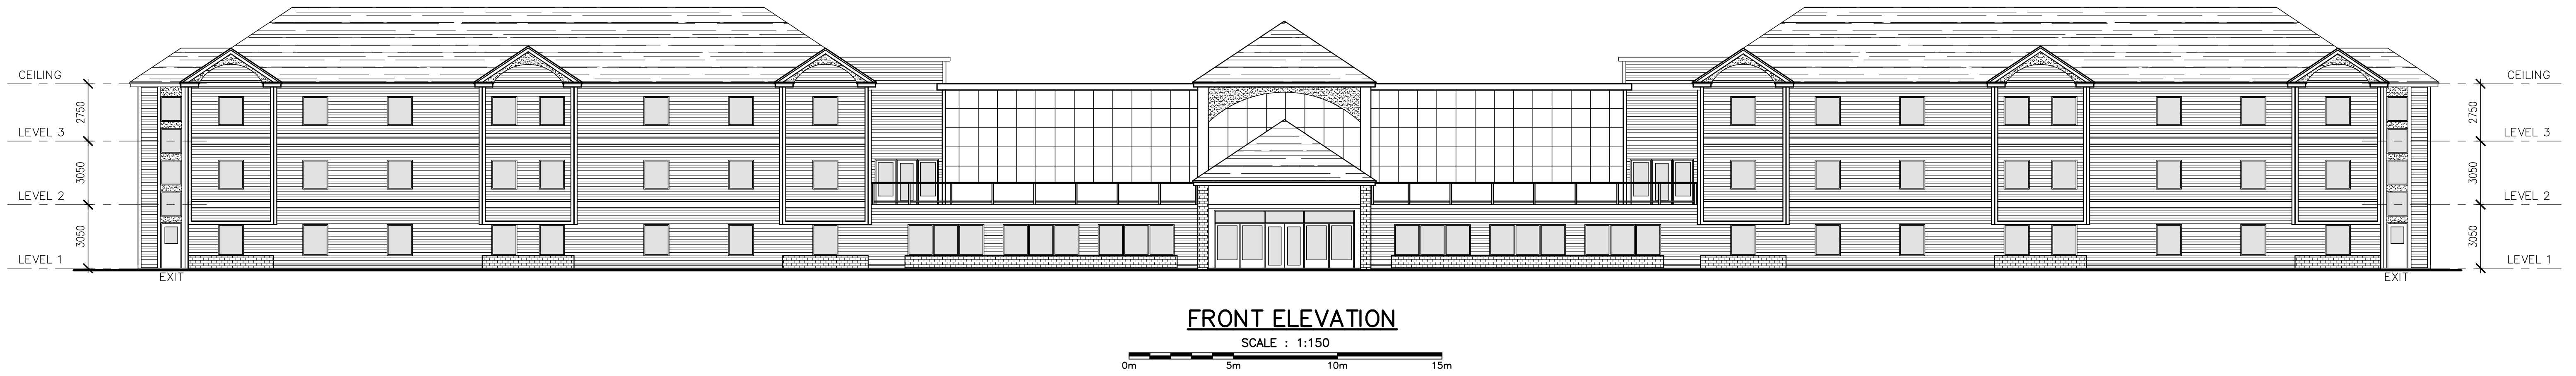 CEILING
2750
LEVEL 3
3050
LEVEL 2
3050
LEVEL 1
EXIT
CEILING
2750
LEVEL 3
3050
LEVEL 2
3050
LEVEL 1
EXIT
FRONT ELEVATION
SCALE : 1:150
0m 5m 10m 15m